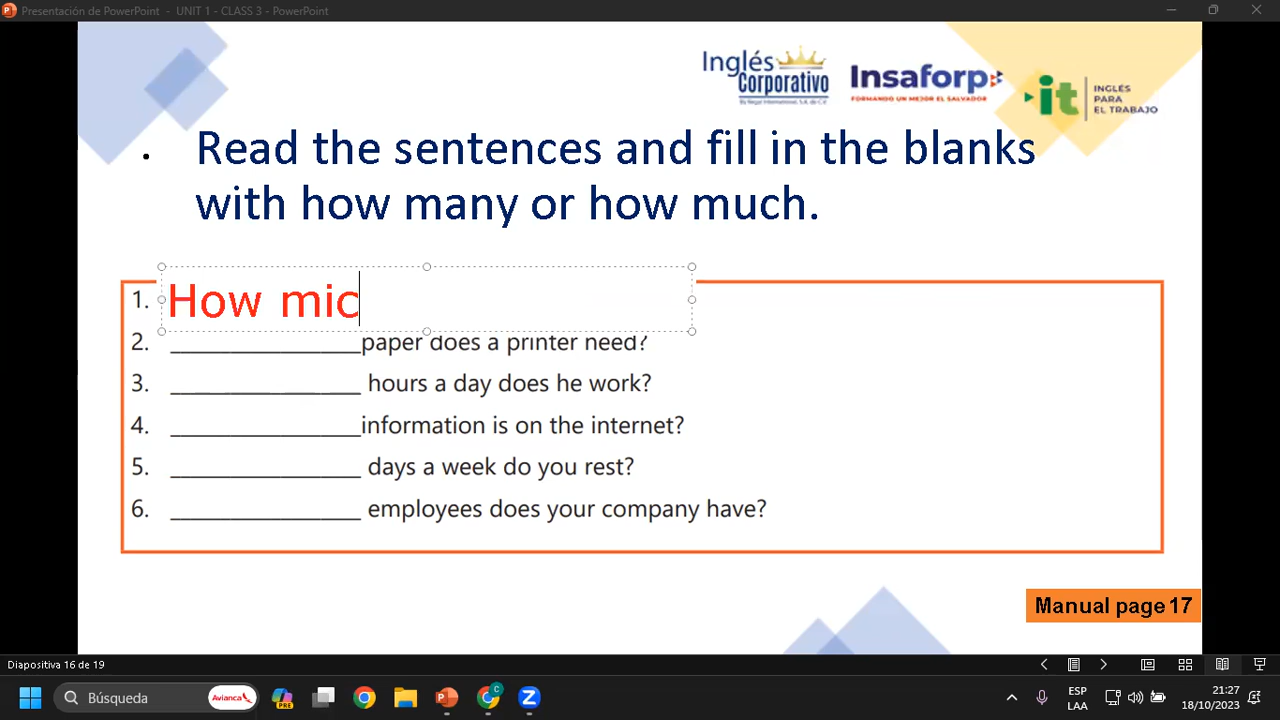 Presentación de PowerPoint - UNIT 1 - CLASS 3 - PowerPoint
Inglés
Corporativo
Insaforp
FORMANDO UN MEJOR EL SALVADOR
it
INGLÉS
PARA
EL TRABAJO
• Read the sentences and fill in the blanks
with how many or how much.
1. How mic
2. ________________paper does a printer need?
3. ________________ hours a day does he work?
4. ________________information is on the internet?
5. ________________ days a week do you rest?
6. ________________ employees does your company have?
Manual page 17
Diapositiva 16 de 19
Búsqueda
Avianca
PRE
C
Z
ESP
LAA
21:27
18/10/2023